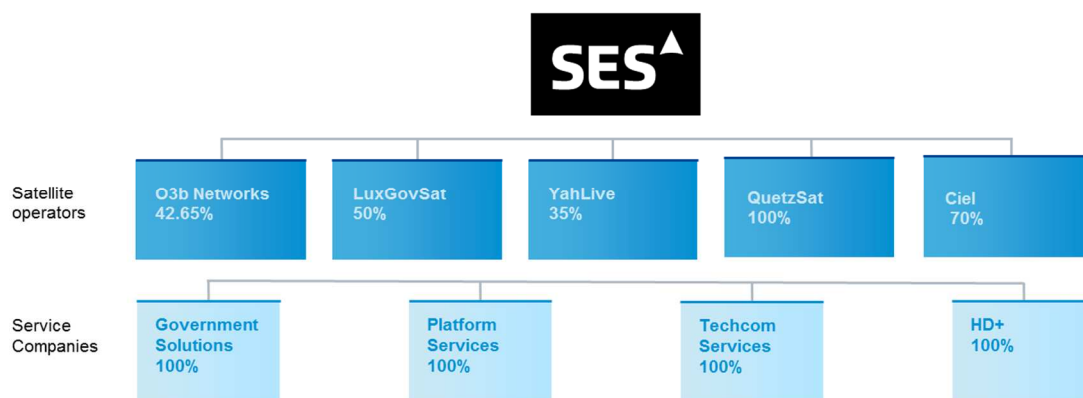 SES
Satellite
operators
O3b Networks
42.65%
LuxGovSat
50%
YahLive
35%
QuetzSat
100%
Ciel
70%
Service
Companies
Government
Solutions
100%
Platform
Services
100%
Techcom
Services
100%
HD+
100%